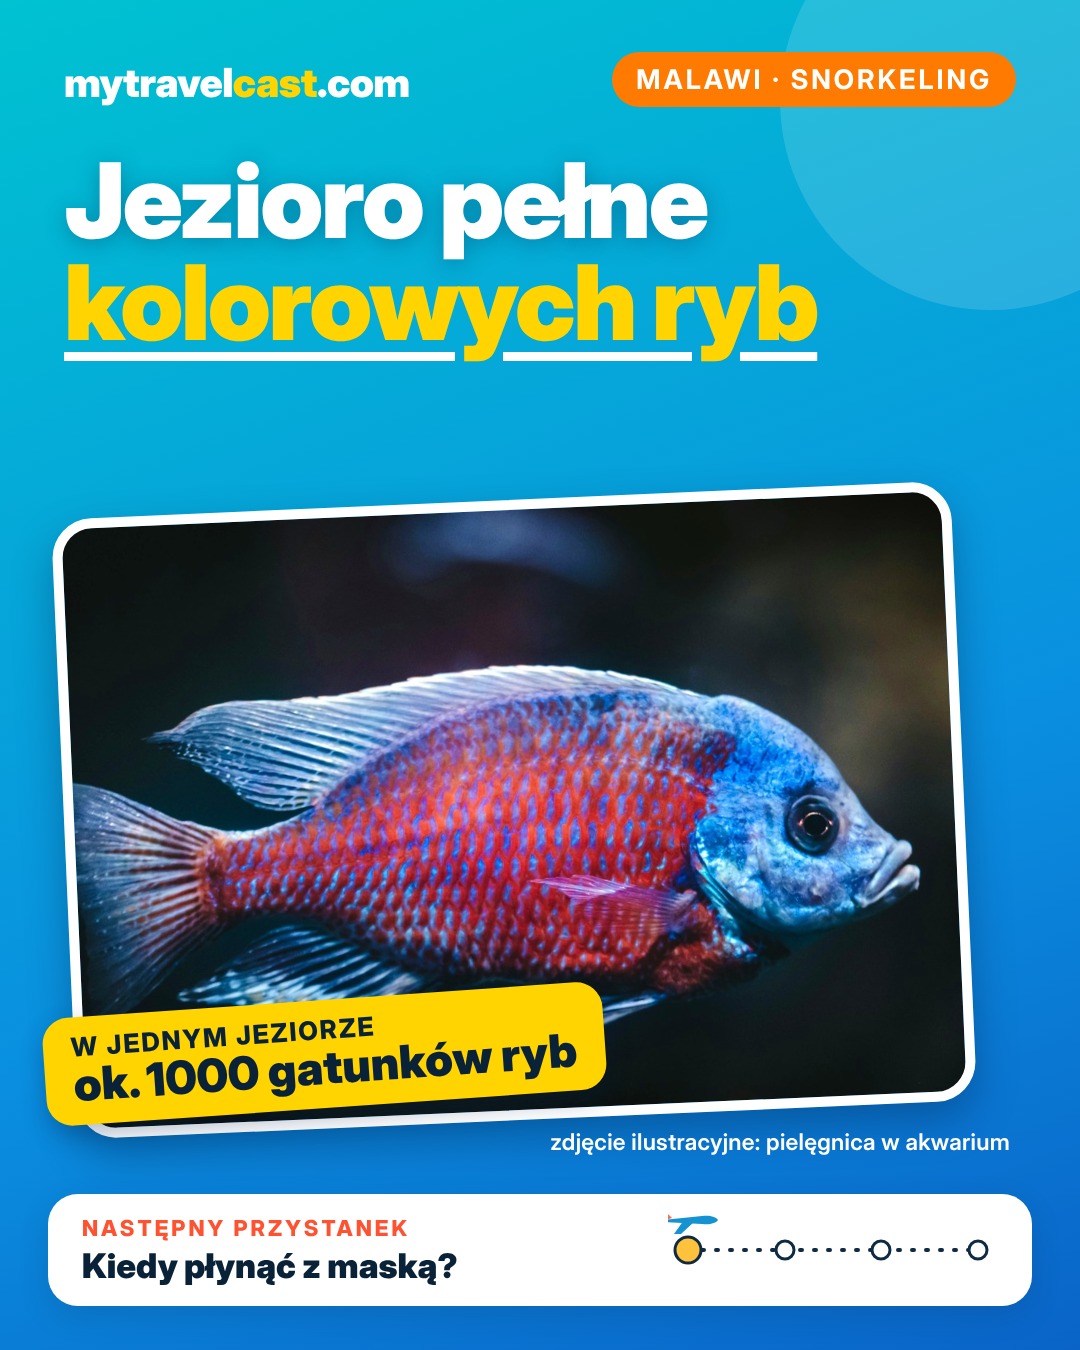 mytravelcast.com
MALAWI · SNORKELING
Jezioro pełne
kolorowych ryb
W JEDNYM JEZIORZE
ok. 1000 gatunków ryb
zdjęcie ilustracyjne: pielęgnica w akwarium
NASTĘPNY PRZYSTANEK
Kiedy płynąć z maską?